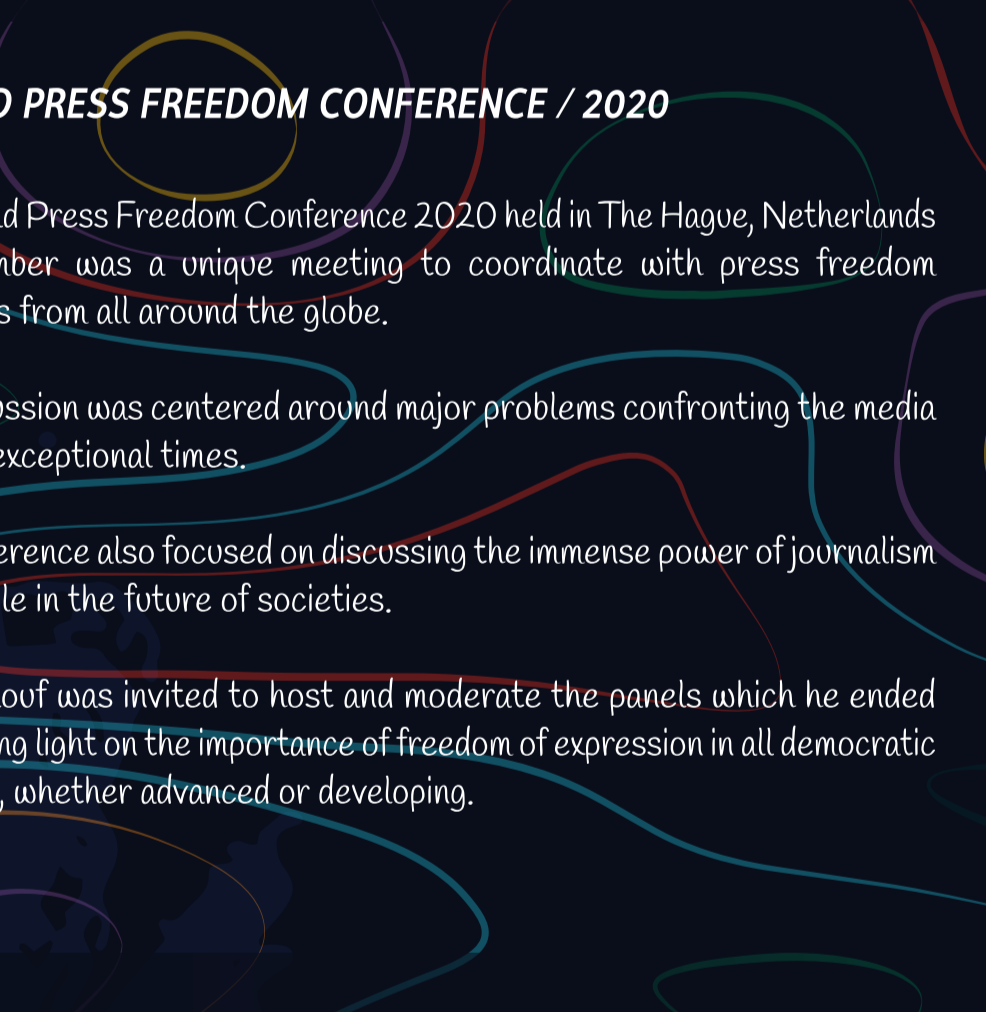 D PRESS FREEDOM CONFERENCE / 2020
ld Press Freedom Conference 2020 held in The Hague, Netherlands
mber was a unique meeting to coordinate with press freedom
s from all around the globe.
ussion was centered around major problems confronting the media
exceptional times.
erence also focused on discussing the immense power of journalism
le in the future of societies.
ouf was invited to host and moderate the panels which he ended
ng light on the importance of freedom of expression in all democratic
, whether advanced or developing.